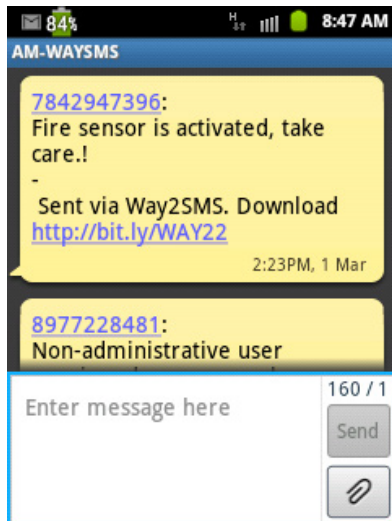 84%
H
8:47 AM
AM-WAYSMS
7842947396:
Fire sensor is activated, take
care.!
-
Sent via Way2SMS. Download
http://bit.ly/WAY22
2:23PM, 1 Mar
8977228481:
Non-administrative user
Enter message here
160 / 1
Send